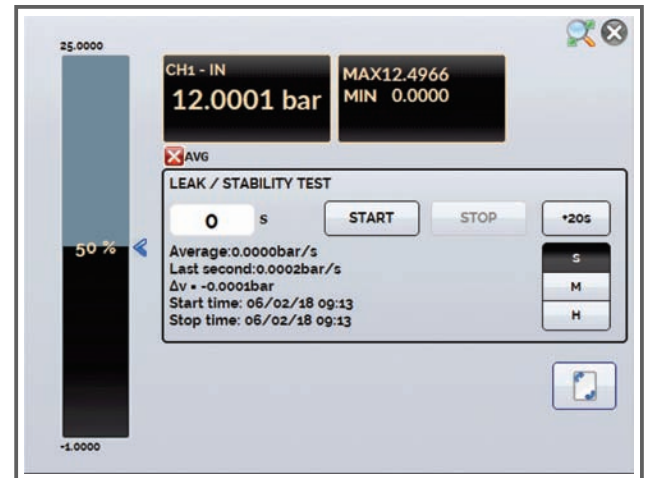 25.0000
CH1 - IN
12.0001 bar
MAX12.4966
MIN 0.0000
AVG
LEAK / STABILITY TEST
0 s START STOP +20s
50 %
Average:0.0000bar/s
Last second:0.0002bar/s
Δv = -0.0001bar
Start time: 06/02/18 09:13
Stop time: 06/02/18 09:13
S
M
H
-1.0000